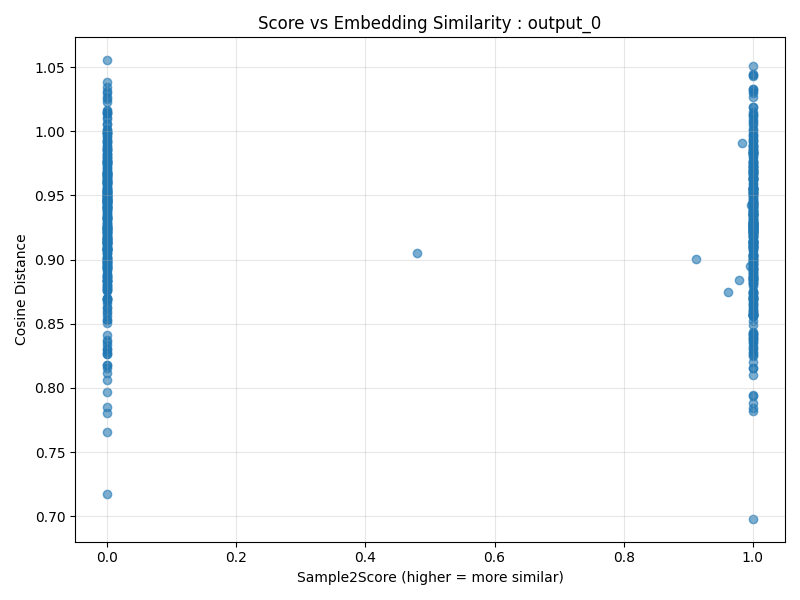 Score vs Embedding Similarity : output_0
Cosine Distance
1.05
1.00
0.95
0.90
0.85
0.80
0.75
0.70
0.0 0.2 0.4 0.6 0.8 1.0
Sample2Score (higher = more similar)